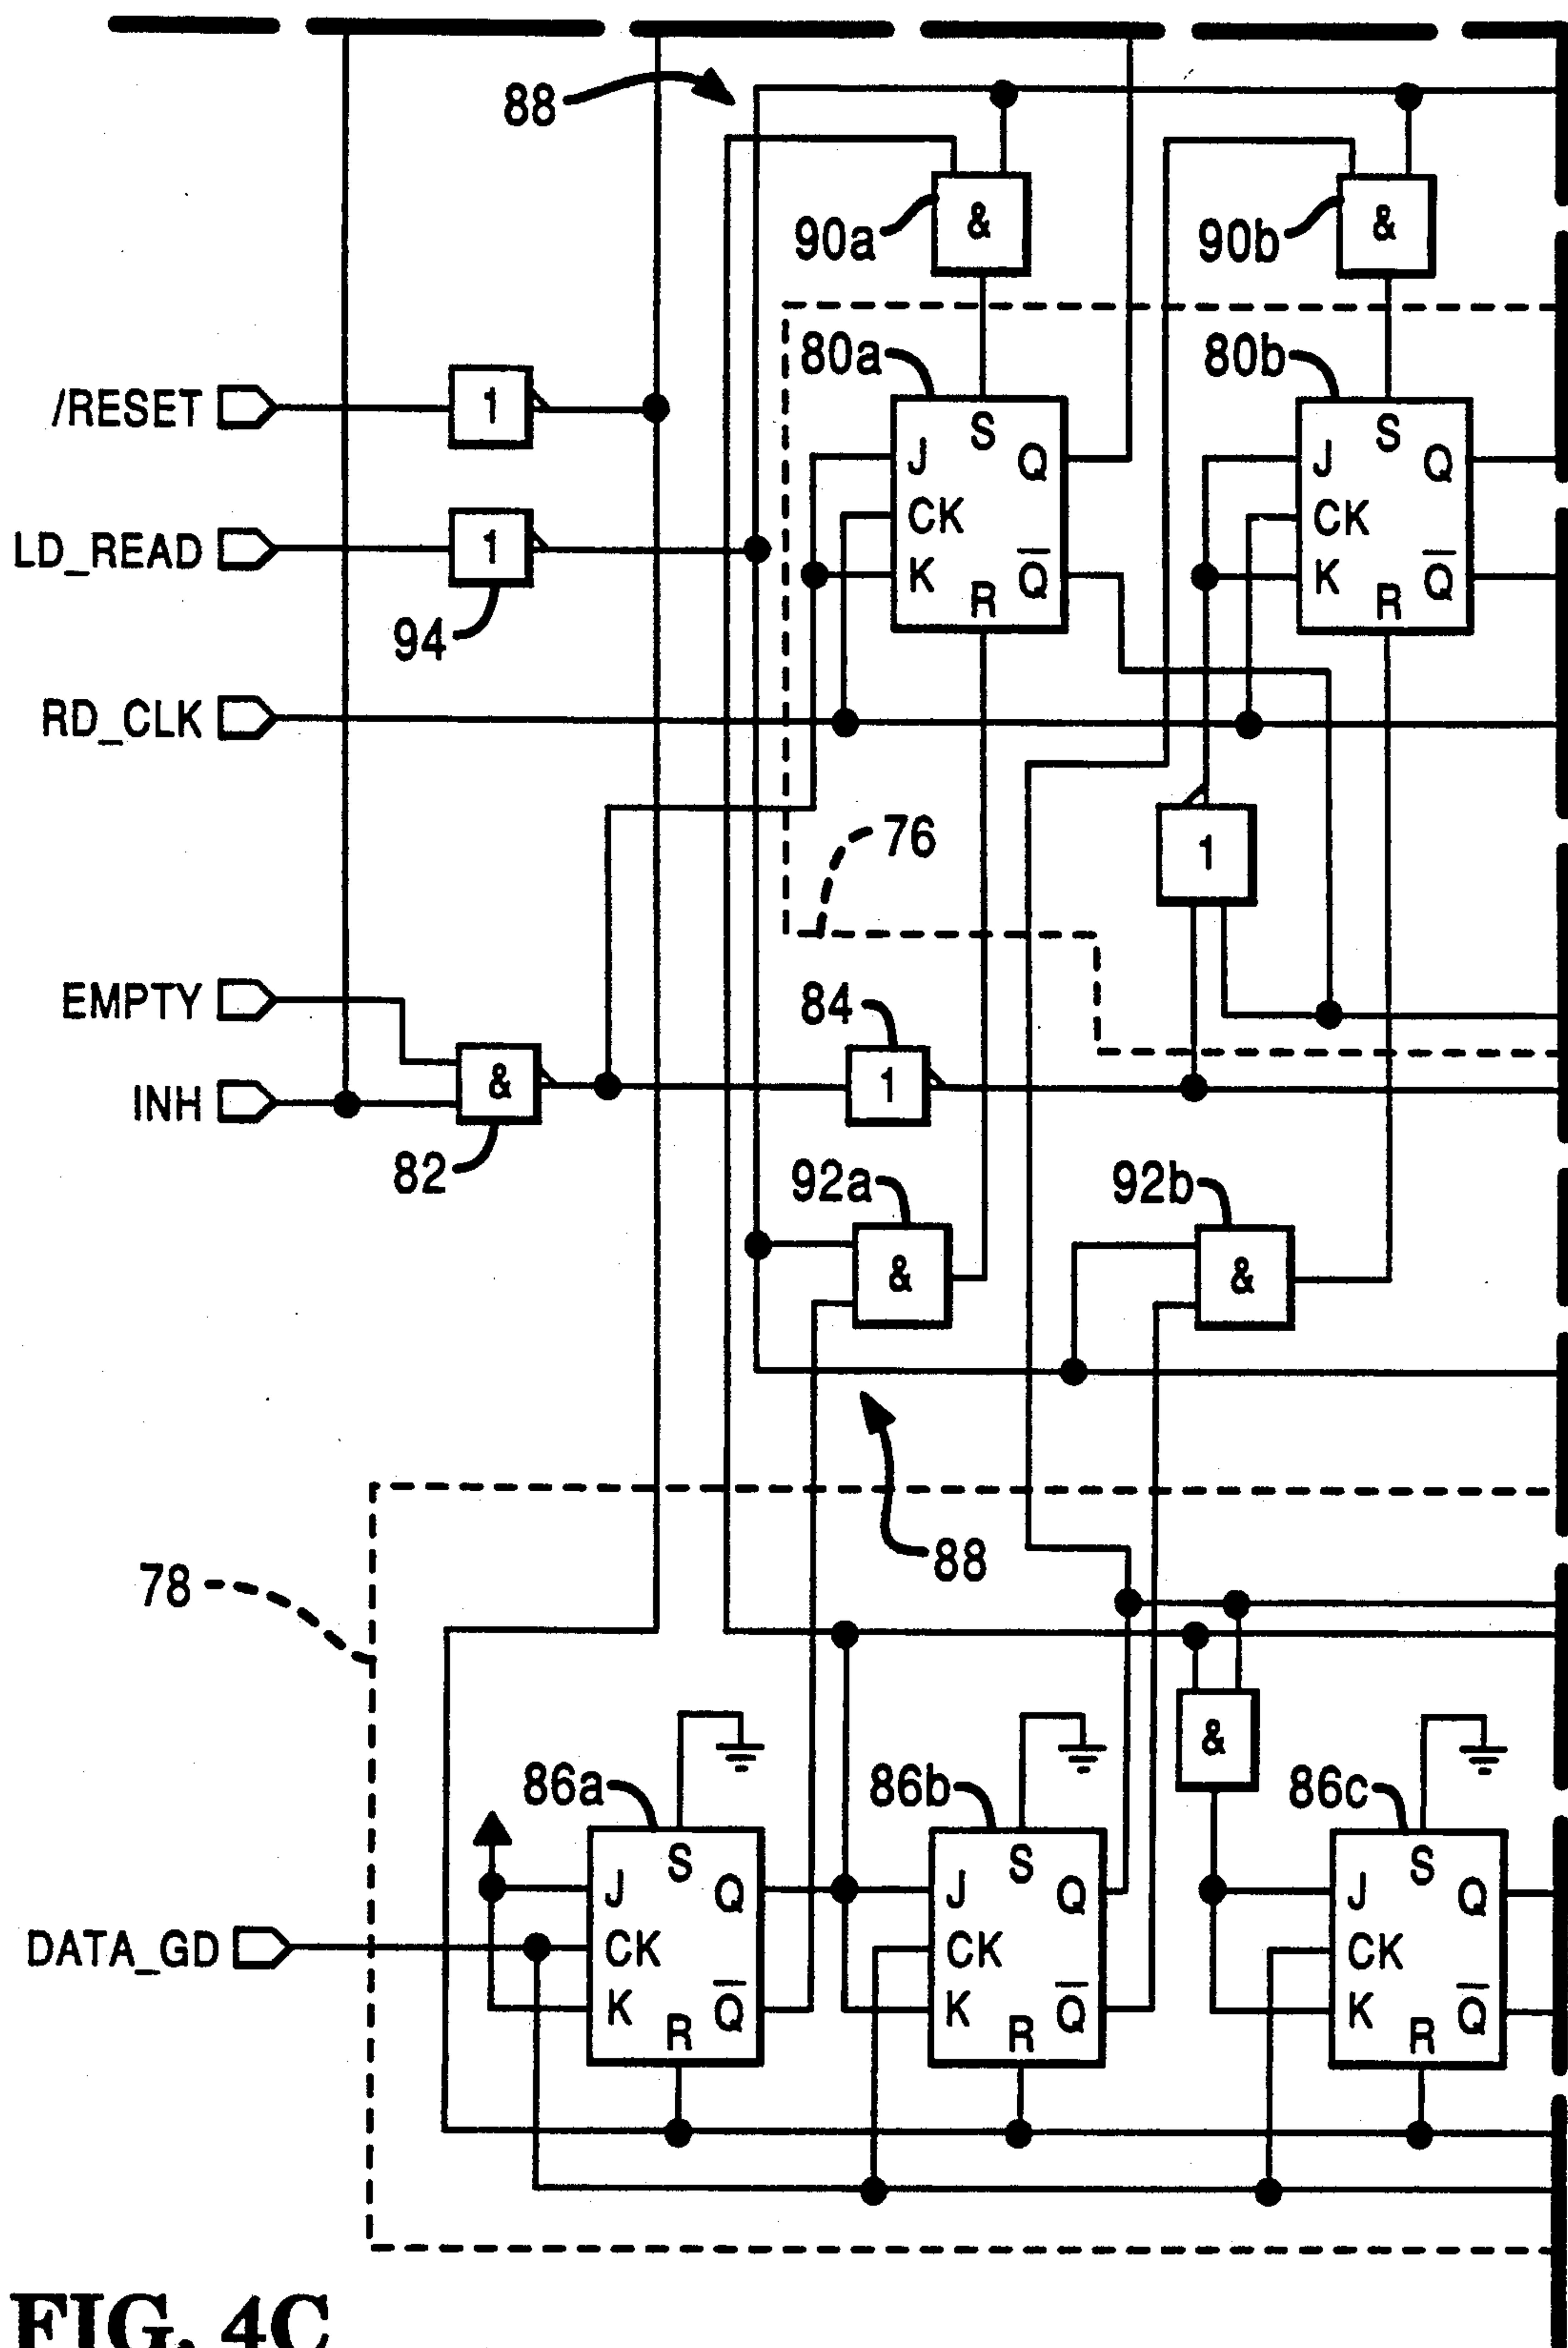 88
90a
&
90b
&
80a
80b
/RESET
1
S
J
Q
CK
K
Q̅
R
S
J
Q
CK
K
Q̅
R
LD_READ
1
94
RD_CLK
76
1
EMPTY
84
INH
&
1
82
92a
92b
&
&
88
78
&
86a
86b
86c
S
J
Q
CK
K
Q̅
R
S
J
Q
CK
K
Q̅
R
S
J
Q
CK
K
Q̅
R
DATA_GD
FIG. 4C